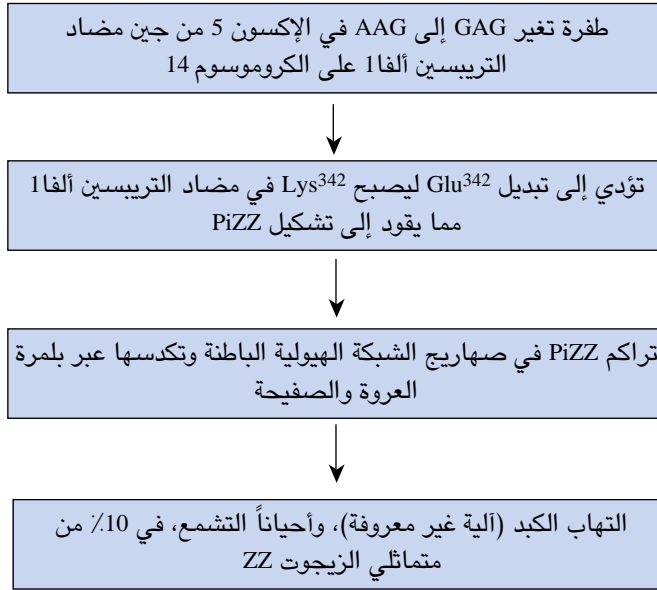 طفرة تغير GAG إلى AAG في الإكسون 5 من جين مضاد
التريبسين ألفا1 على الكروموسوم 14
تؤدي إلى تبديل Glu³⁴² ليصبح Lys³⁴² في مضاد التريبسين ألفا1
مما يقود إلى تشكيل PiZZ
تراكم PiZZ في صهاريج الشبكة الهيولية الباطنة وتكدسها عبر بلمرة
العروة والصفيحة
التهاب الكبد (آلية غير معروفة)، وأحياناً التشمع، في 10٪ من
متماثلي الزيجوت ZZ